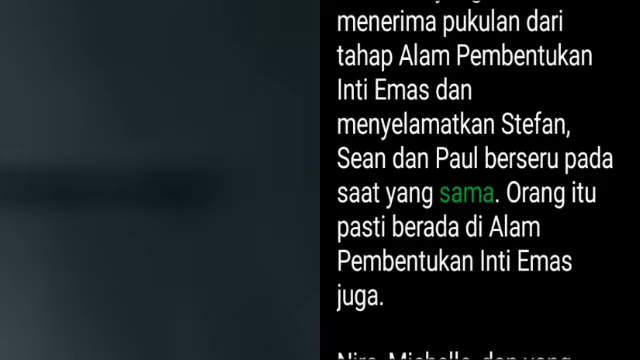 menerima pukulan dari
tahap Alam Pembentukan
Inti Emas dan
menyelamatkan Stefan,
Sean dan Paul berseru pada
saat yang sama. Orang itu
pasti berada di Alam
Pembentukan Inti Emas
juga.